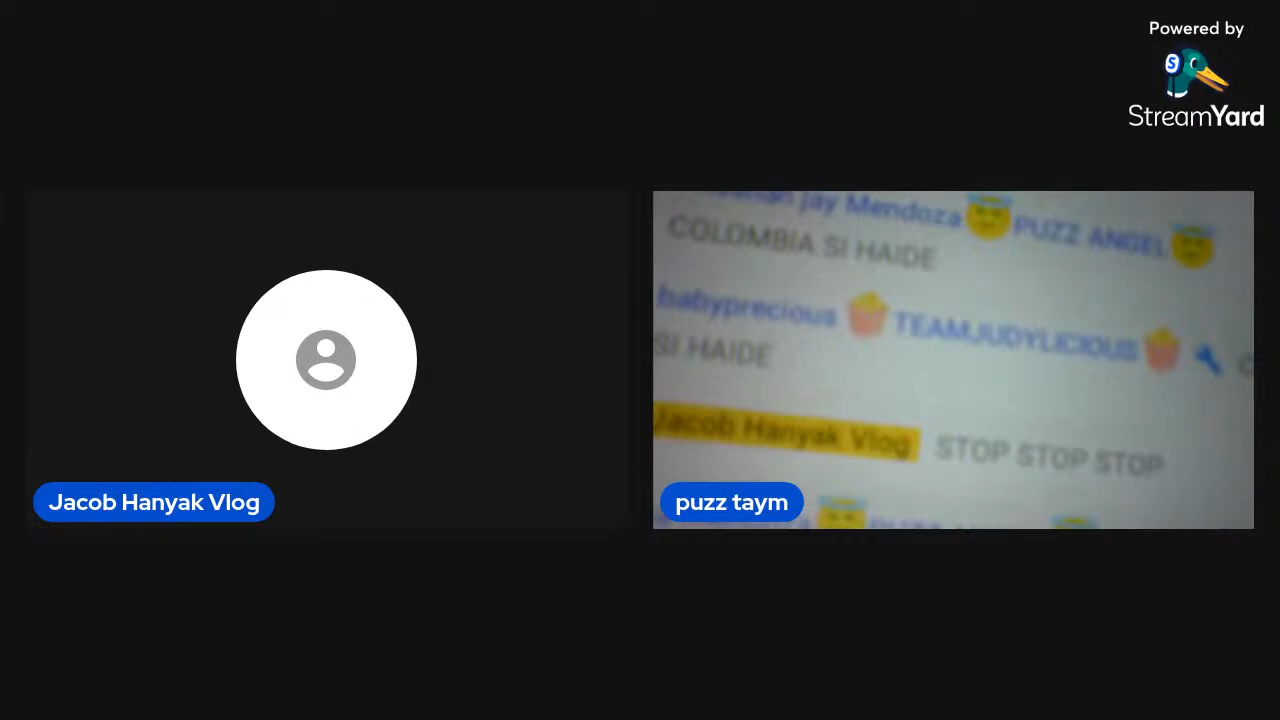 Powered by
S
StreamYard
jay Mendoza PUZZ ANGEL
COLOMBIA SI HAIDE
babyprecious TEAMJUDYLICIOUS
SI HAIDE
Jacob Hanyak Vlog STOP STOP STOP
Jacob Hanyak Vlog
puzz taym